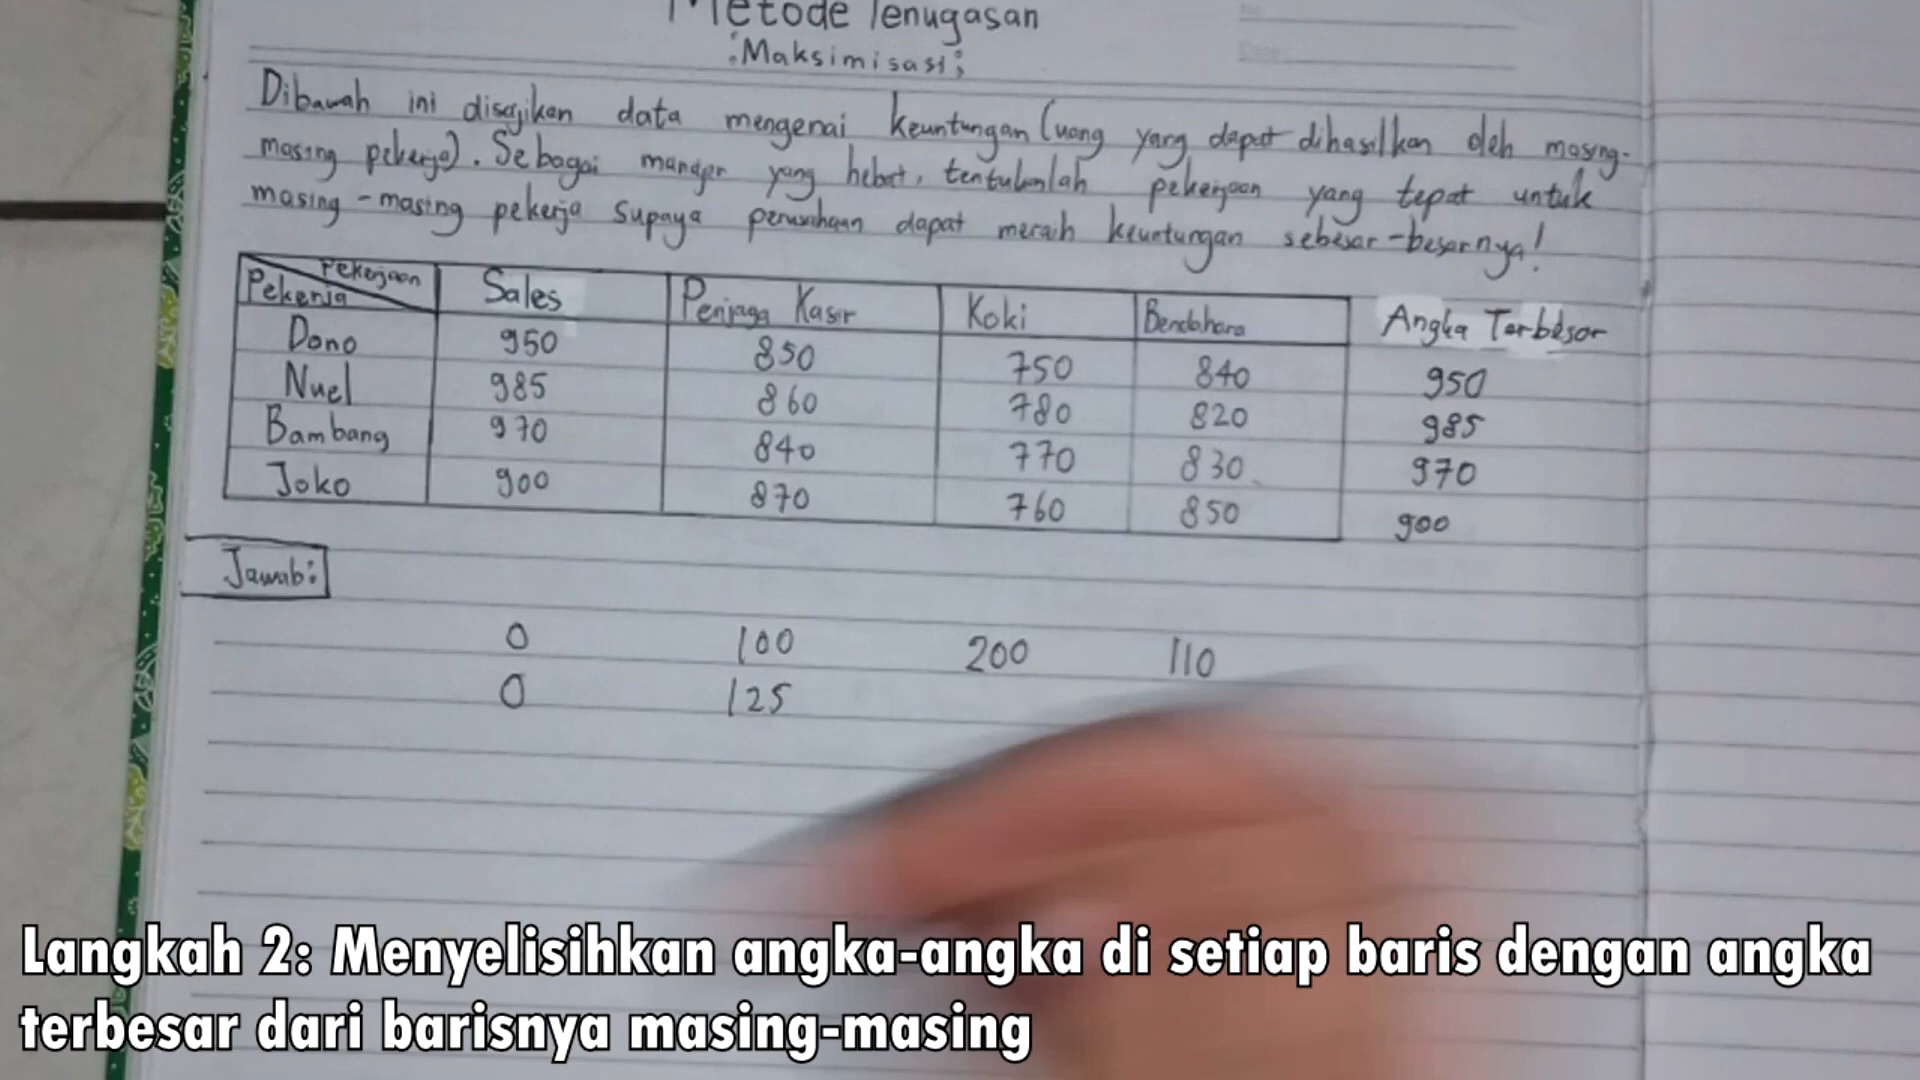 Metode Penugasan
:Maksimisasi;
Dibawah ini disajikan data mengenai keuntungan (uang yang dapat dihasilkan oleh masing-
masing pekerja). Sebagai manajer yang hebat, tentukanlah pekerjaan yang tepat untuk
masing-masing pekerja supaya perusahaan dapat meraih keuntungan sebesar-besarnya!
Pekerjaan
Pekerja Sales Penjaga Kasir Koki Bendahara Angka Terbesar
Dono 950 850 750 840 950
Nuel 985 860 780 820 985
Bambang 970 840 770 830 970
Joko 900 870 760 850 900
Jawab:
0 100 200 110
0 125
Langkah 2: Menyelisihkan angka-angka di setiap baris dengan angka
terbesar dari barisnya masing-masing